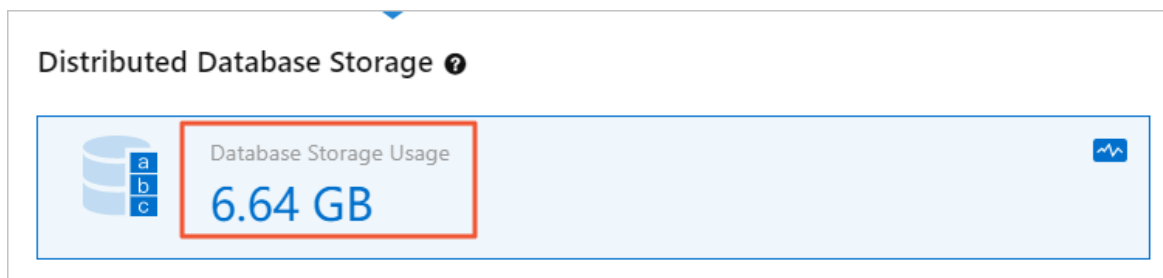 Distributed Database Storage ?
Database Storage Usage
a
b
c
6.64 GB